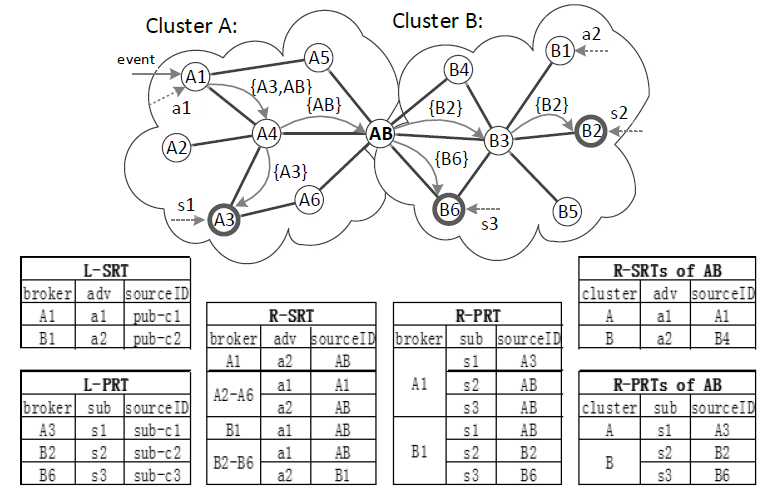 Cluster A:
Cluster B:
event
A1
a1
A5
{A3,AB}
{AB}
A2
A4
AB
{A3}
s1
A3
A6
B4
B1
a2
{B2}
{B2}
s2
B2
B3
{B6}
B6
s3
B5
L-SRT
broker adv sourceID
A1 a1 pub-c1
B1 a2 pub-c2
L-PRT
broker sub sourceID
A3 s1 sub-c1
B2 s2 sub-c2
B6 s3 sub-c3
R-SRT
broker adv sourceID
A1 a2 AB
A2-A6 a1 A1
a2 AB
B1 a1 AB
B2-B6 a1 AB
a2 B1
R-PRT
broker sub sourceID
A1 s1 A3
s2 AB
s3 AB
B1 s1 AB
s2 B2
s3 B6
R-SRTs of AB
cluster adv sourceID
A a1 A1
B a2 B4
R-PRTs of AB
cluster sub sourceID
A s1 A3
B s2 B2
s3 B6